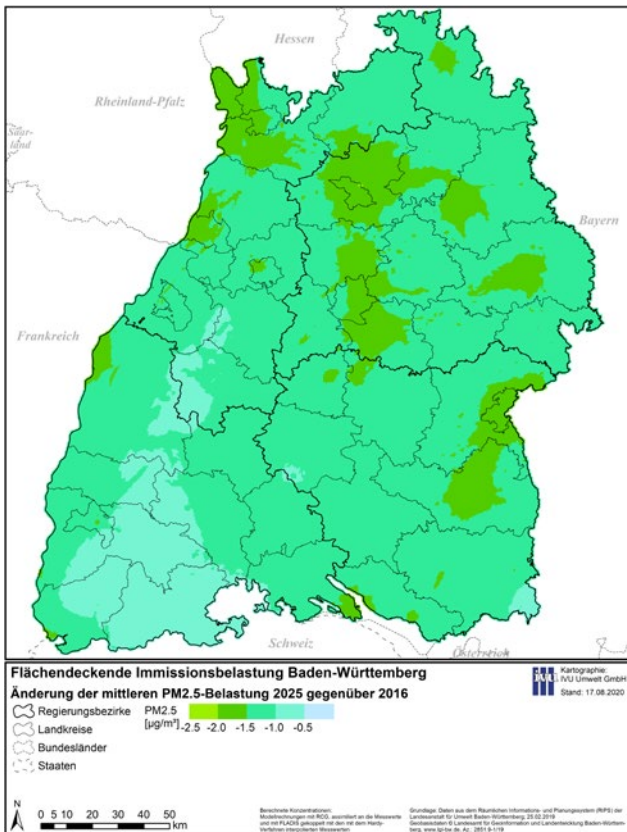 Hessen
Rheinland-Pfalz
Saar-
land
Bayern
Frankreich
Schweiz
Österreich
Flächendeckende Immissionsbelastung Baden-Württemberg
Änderung der mittleren PM2.5-Belastung 2025 gegenüber 2016
Kartographie:
IVU Umwelt GmbH
Stand: 17.08.2020
ivu
Regierungsbezirke
Landkreise
Bundesländer
Staaten
PM2.5
[µg/m³]
-2.5 -2.0 -1.5 -1.0 -0.5
N
0 5 10 20 30 40 50
km
Berechnete Konzentrationen:
Modellrechnungen mit RCG, assimiliert an die Messwerte
und mit FLADIS gekoppelt mit den mit dem Hardy-
Verfahren interpolierten Messwerten
Grundlage: Daten aus dem Räumlichen Informations- und Planungssystem (RIPS) der
Landesanstalt für Umwelt Baden-Württemberg, 25.02.2019
Geobasisdaten © Landesamt für Geoinformation und Landentwicklung Baden-Württem-
berg, www.lgl-bw.de, Az.: 2851.9-1/19